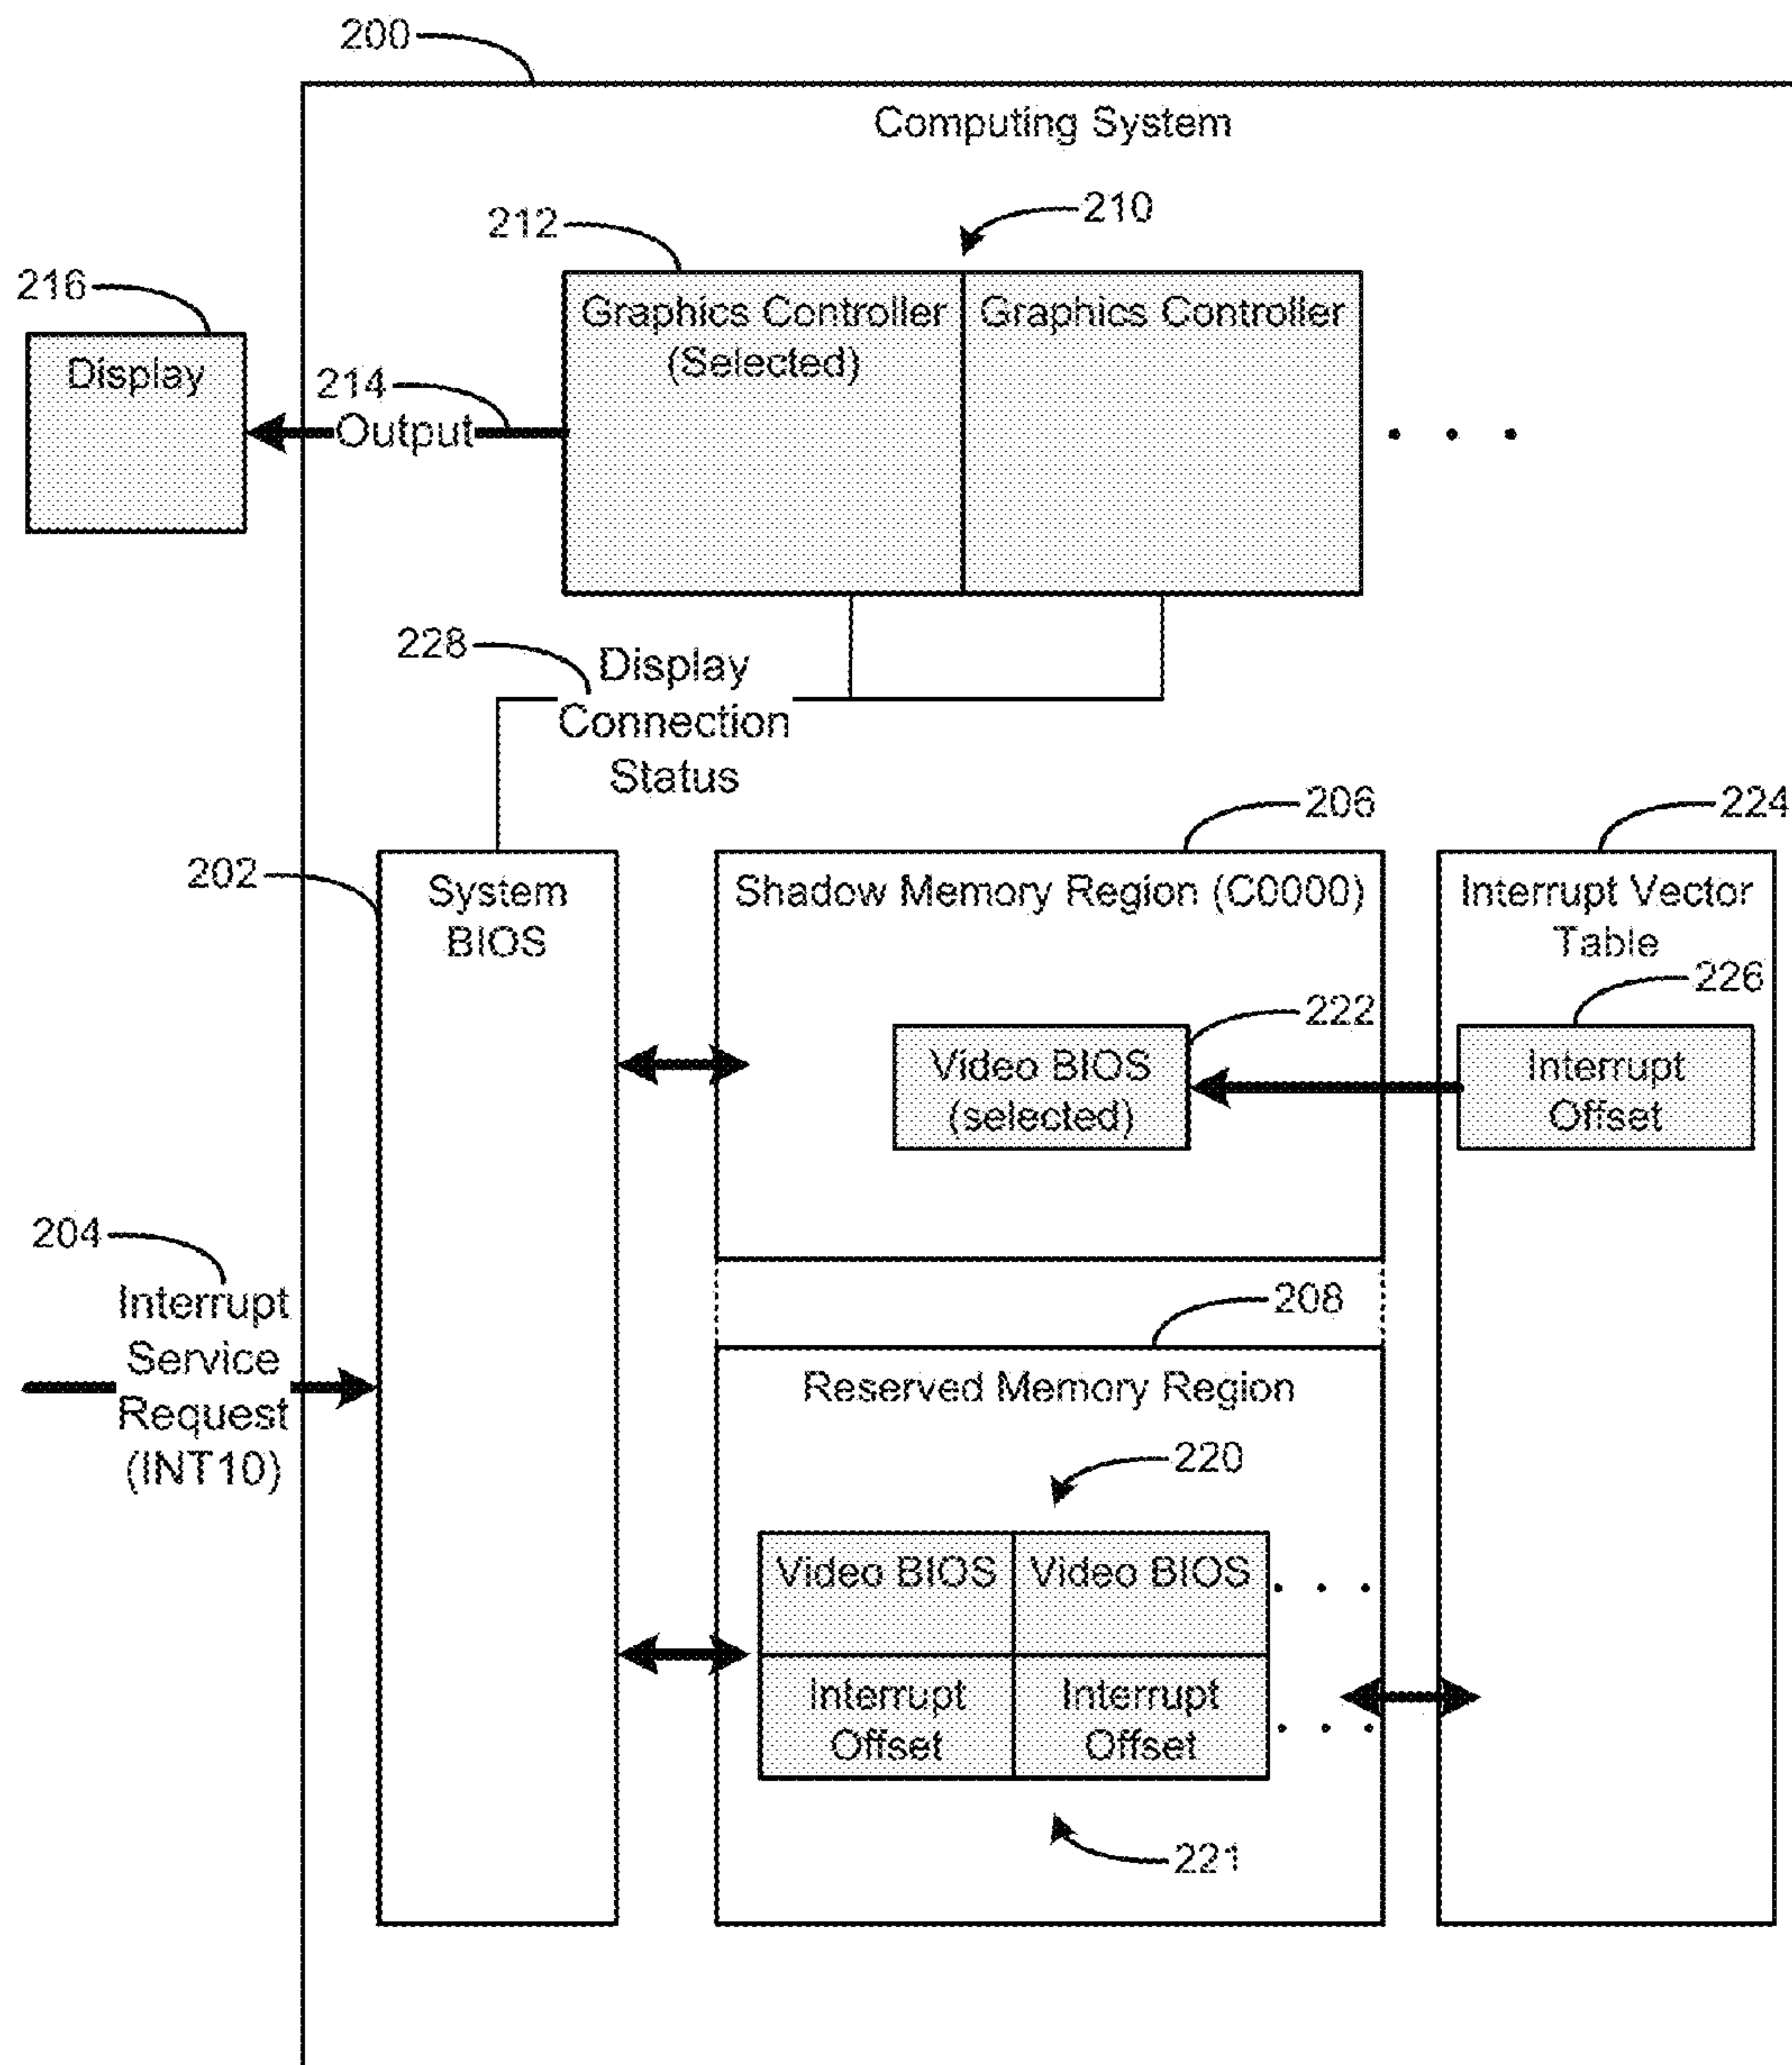 200
Computing System
212
210
216
Graphics Controller
(Selected)
Graphics Controller
Display
214
Output
228
Display
Connection
Status
206
224
202
System
BIOS
Shadow Memory Region (C0000)
Interrupt Vector
Table
226
222
Video BIOS
(selected)
Interrupt
Offset
204
Interrupt
Service
Request
(INT10)
208
Reserved Memory Region
220
Video BIOS
Video BIOS
. . .
Interrupt
Offset
Interrupt
Offset
. . .
221